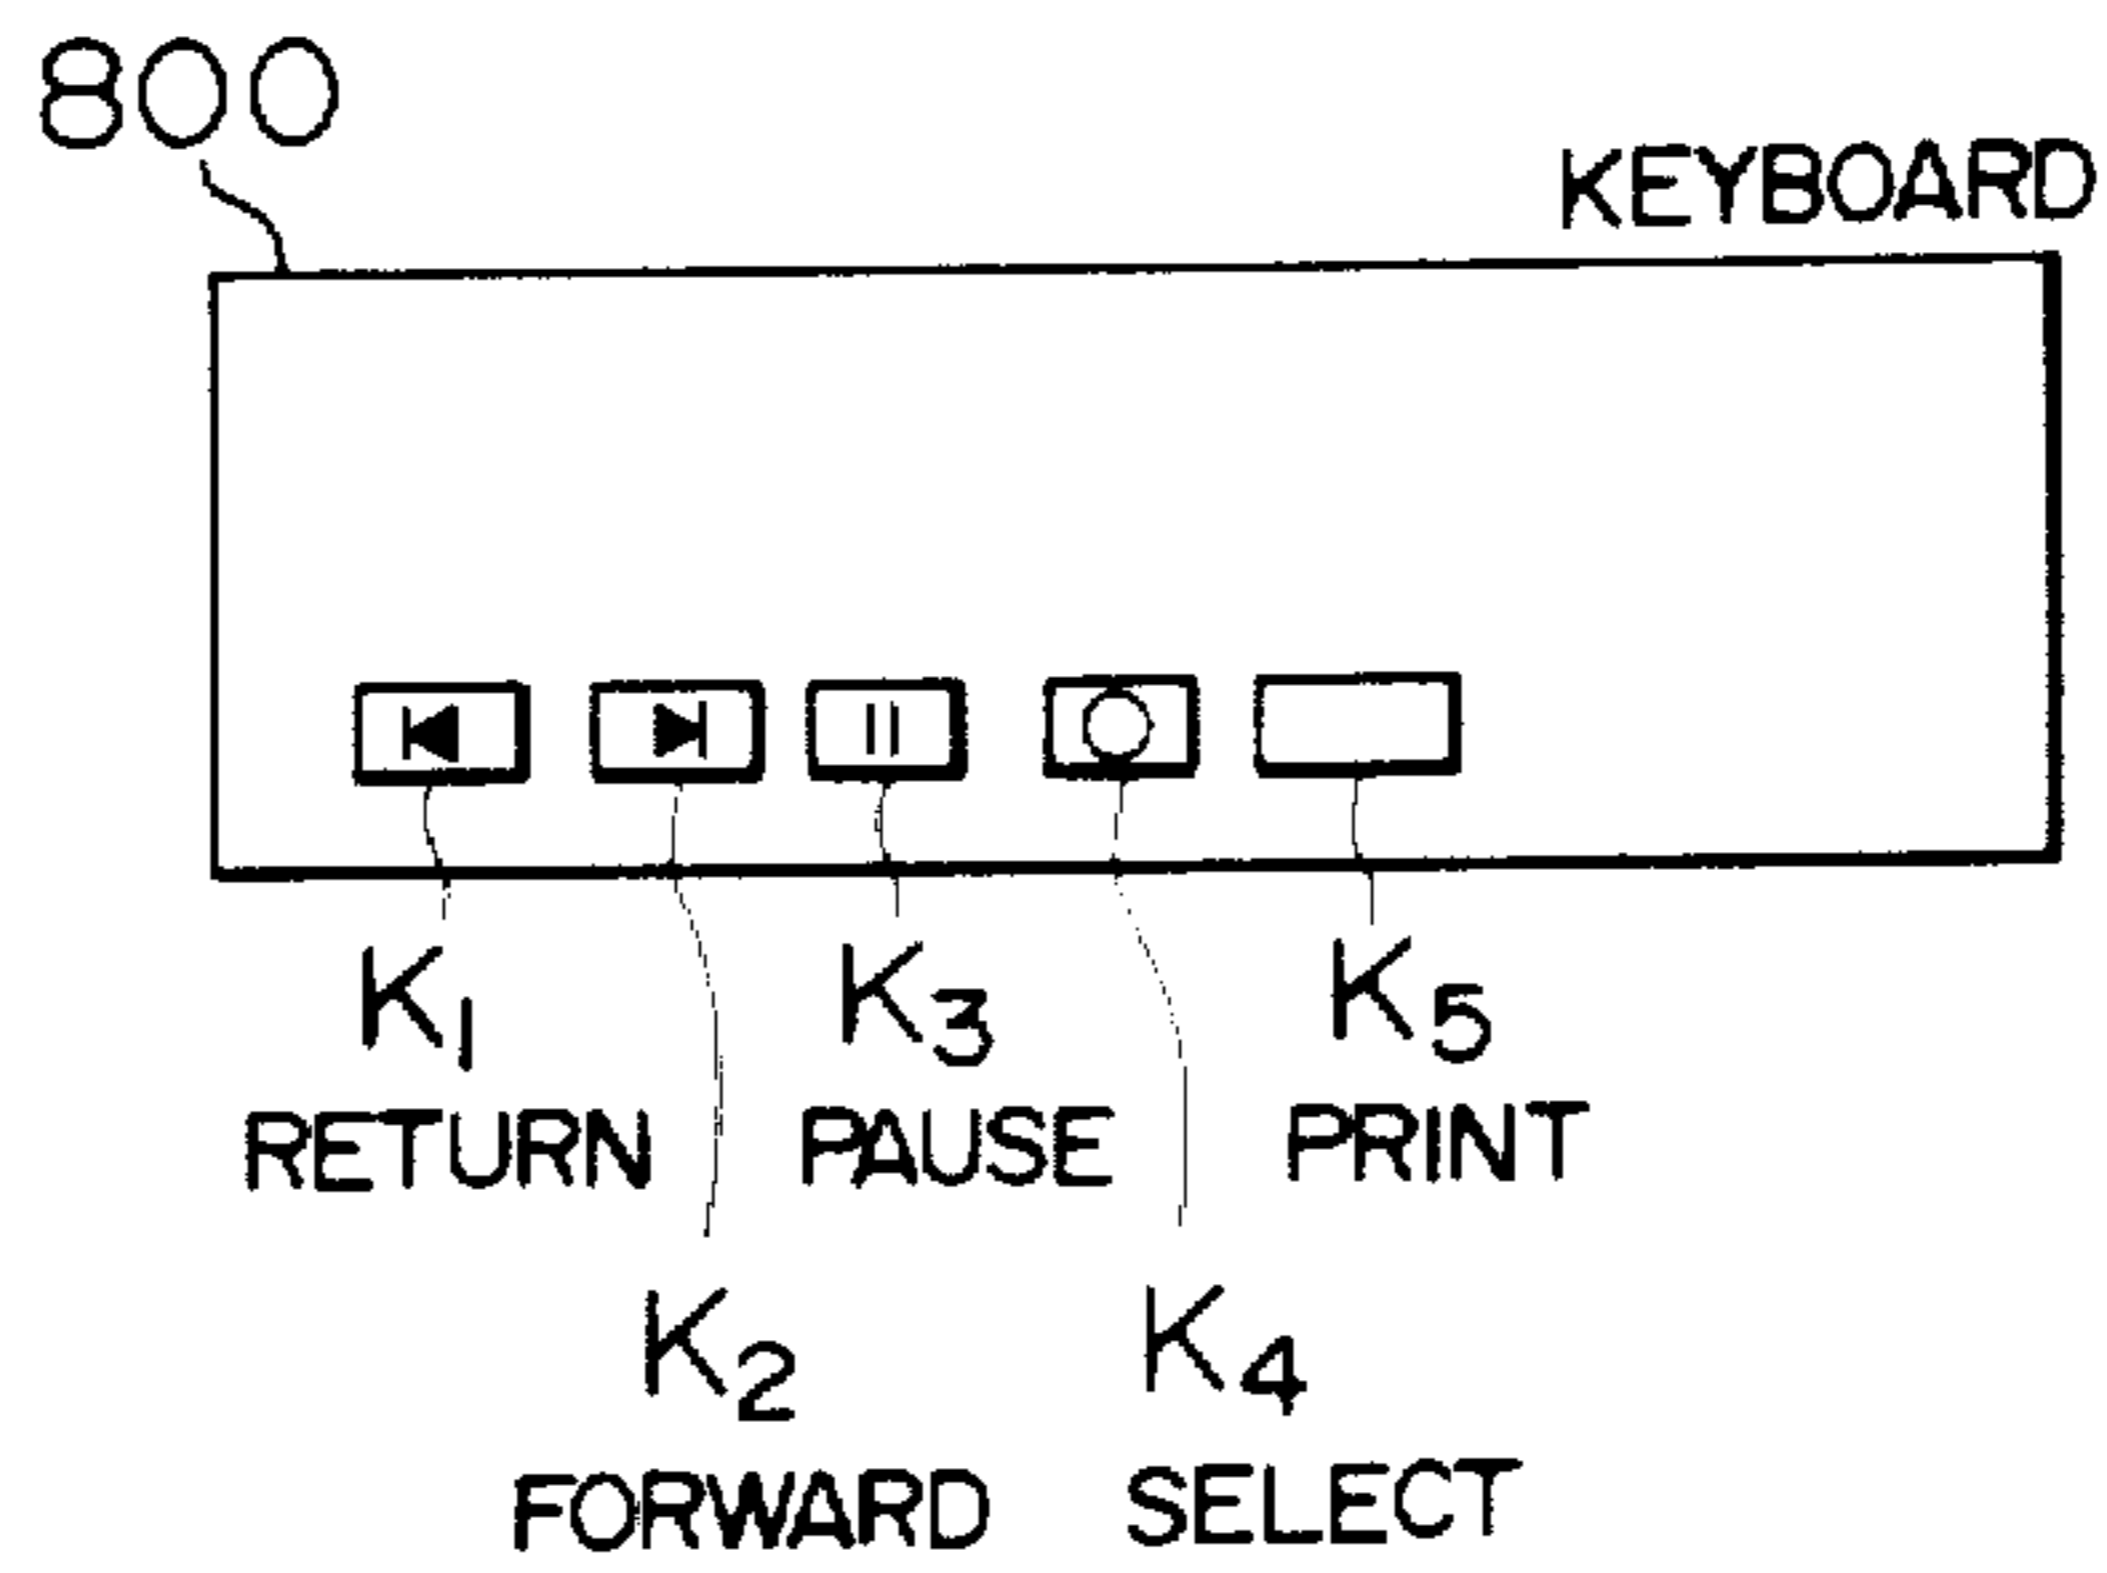 800
KEYBOARD
K1 K3 K5
RETURN PAUSE PRINT
K2 K4
FORWARD SELECT